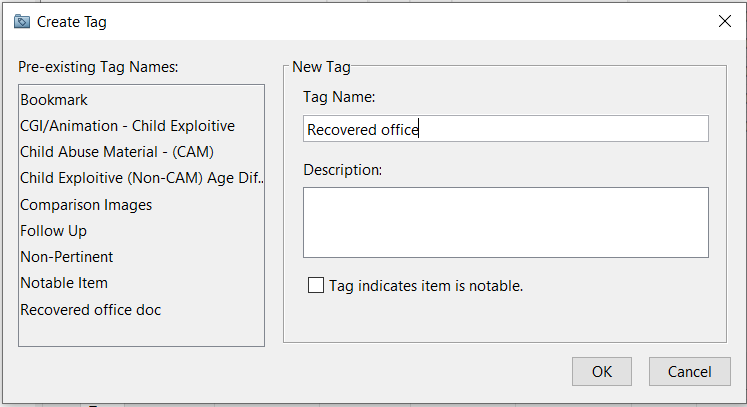 Create Tag
Pre-existing Tag Names:
Bookmark
CGI/Animation - Child Exploitive
Child Abuse Material - (CAM)
Child Exploitive (Non-CAM) Age Dif..
Comparison Images
Follow Up
Non-Pertinent
Notable Item
Recovered office doc
New Tag
Tag Name:
Recovered office
Description:
Tag indicates item is notable.
OK
Cancel